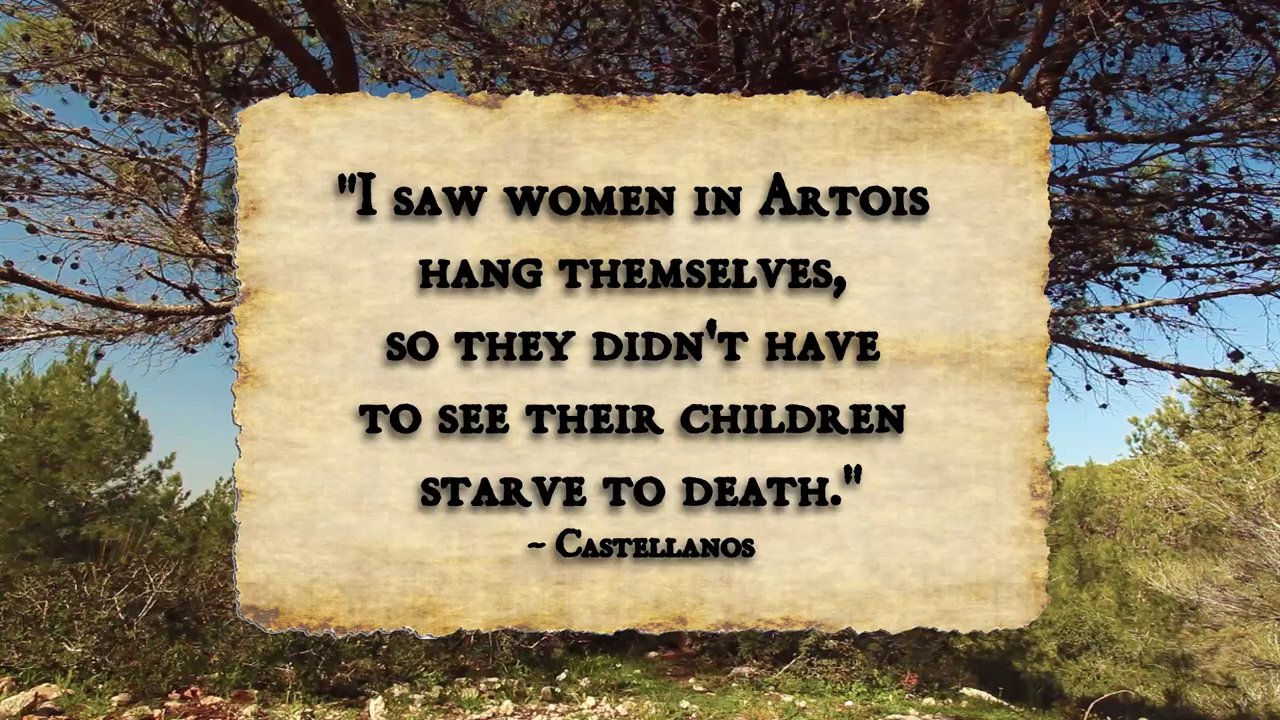 "I saw women in Artois
hang themselves,
so they didn't have
to see their children
starve to death."
~ Castellanos